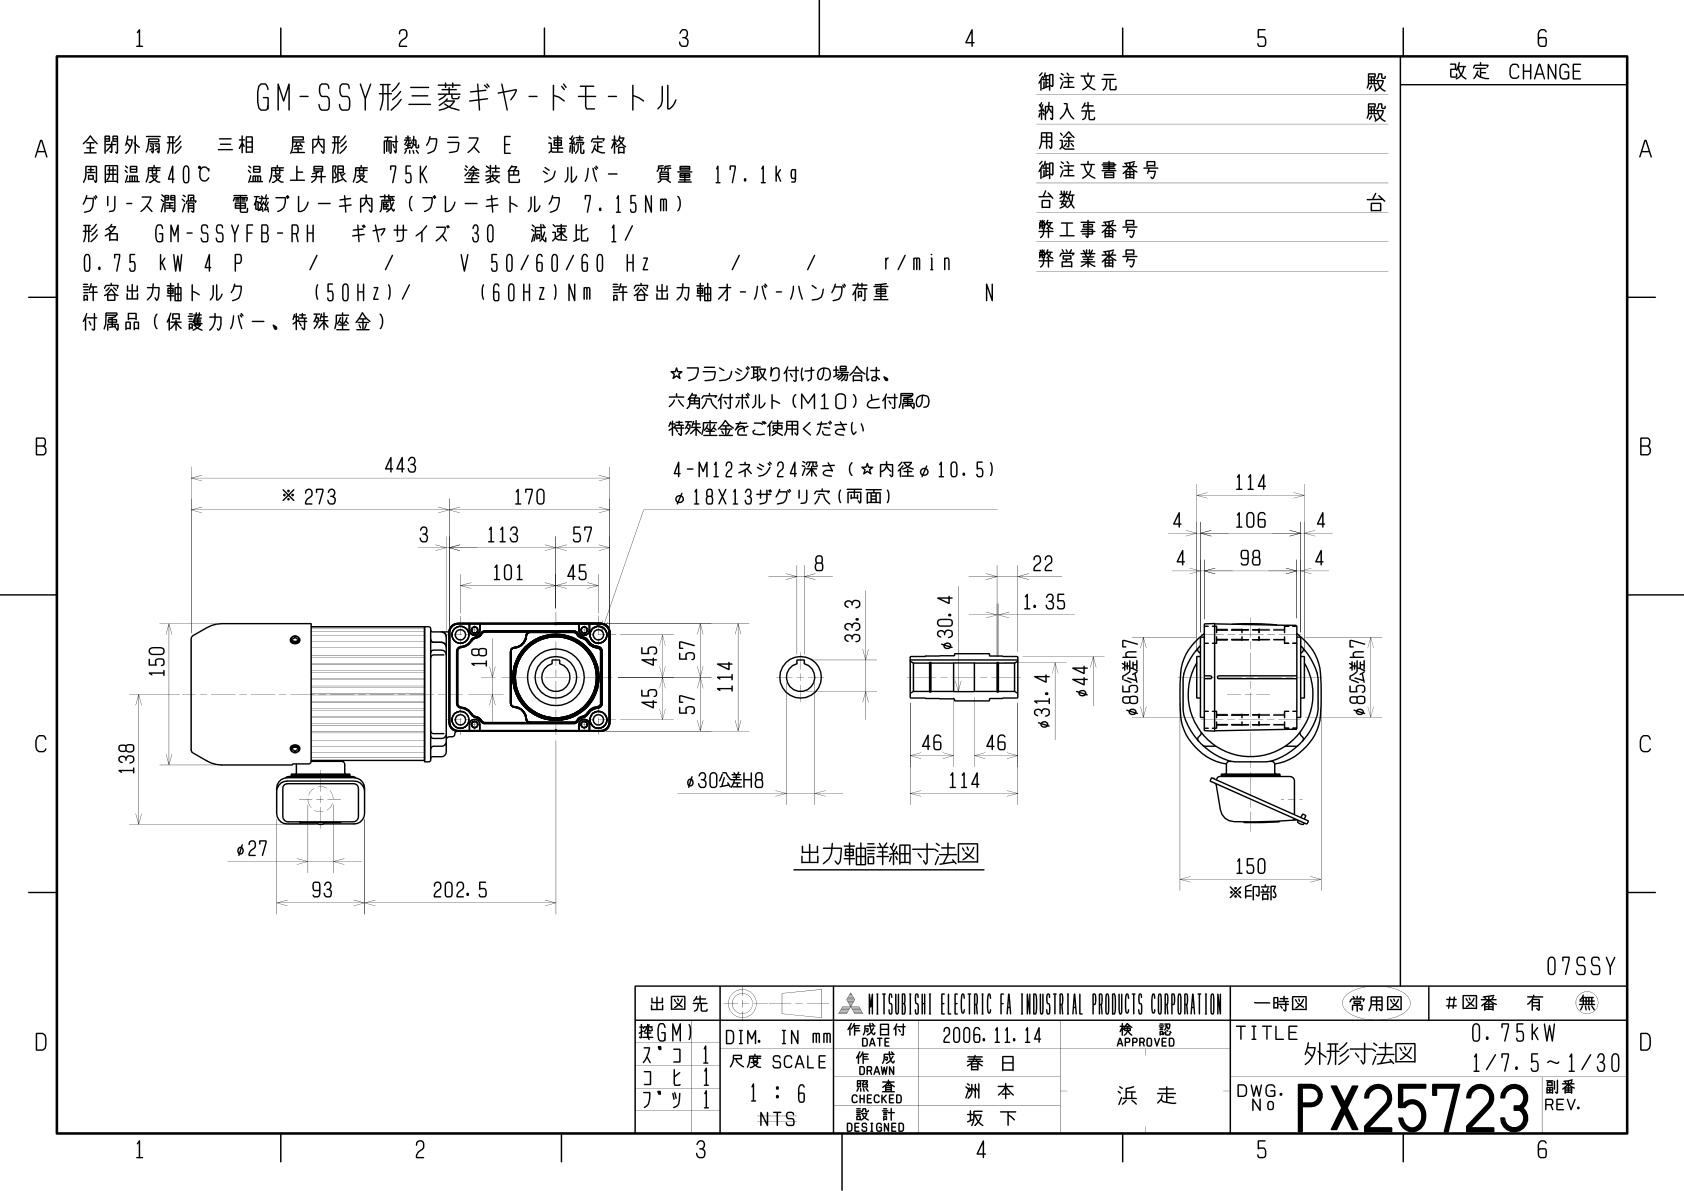 1 2 3 4 5 6
改定 CHANGE
GM-SSY形三菱ギヤードモートル
全閉外扇形 三相 屋内形 耐熱クラス E 連続定格
周囲温度40℃ 温度上昇限度 75K 塗装色 シルバー 質量 17.1kg
グリース潤滑 電磁ブレーキ内蔵(ブレーキトルク 7.15Nm)
形名 GM-SSYFB-RH ギヤサイズ 30 減速比 1/
0.75 kW 4 P / / V 50/60/60 Hz / / r/min
許容出力軸トルク (50Hz)/ (60Hz)Nm 許容出力軸オーバーハング荷重 N
付属品(保護カバー、特殊座金)
御注文元 殿
納入先 殿
用途
御注文書番号
台数 台
弊工事番号
弊営業番号
A A
B B
C C
D D
☆フランジ取り付けの場合は、
六角穴付ボルト(M10)と付属の
特殊座金をご使用ください
4-M12ネジ24深さ(☆内径φ10.5)
φ18X13ザグリ穴(両面)
443
※273 170
3 113 57
101 45
150
138
18
45
45
57
57
114
φ27
93 202.5
8
33.3
φ30公差H8
22
1.35
φ30.4
φ44
φ31.4
46 46
114
出力軸詳細寸法図
114
4 106 4
4 98 4
φ85公差h7
φ85公差h7
150
※印部
07SSY
出図先
MITSUBISHI ELECTRIC FA INDUSTRIAL PRODUCTS CORPORATION
一時図 常用図 #図番 有 無
(GM)
スコ 1
コヒ 1
ブツ 1
DIM. IN mm
尺度 SCALE
1 : 6
NTS
作成日付 DATE 2006.11.14
作成 DRAWN 春日
照査 CHECKED 洲本
設計 DESIGNED 坂下
検認 APPROVED
浜走
TITLE
外形寸法図
0.75kW
1/7.5~1/30
DWG. No PX25723
副番 REV.
1 2 3 4 5 6